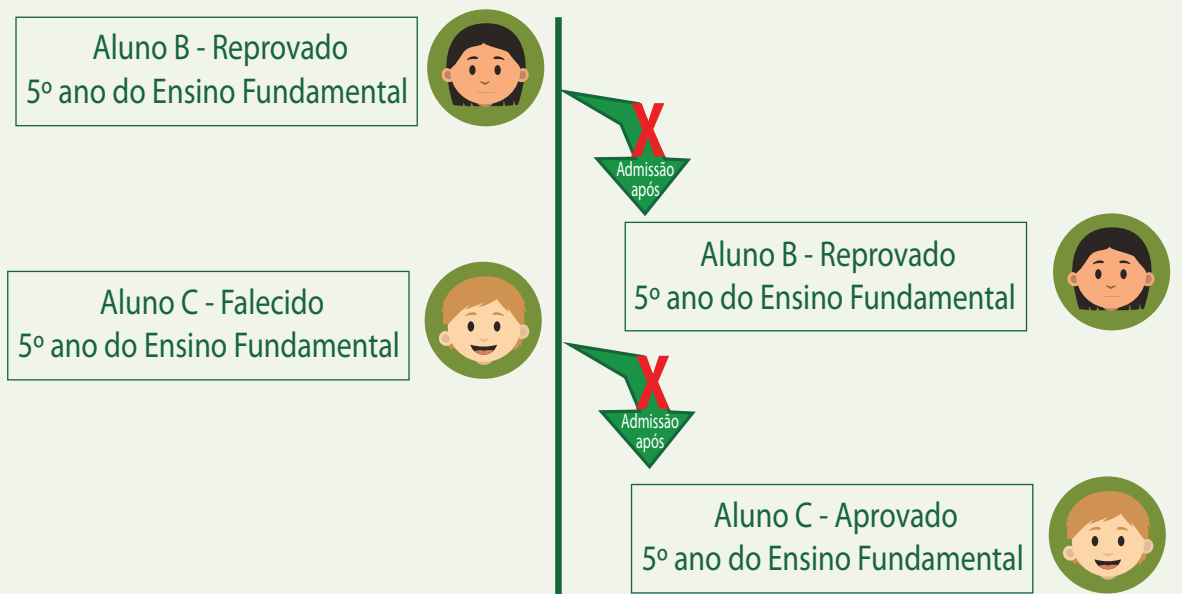 Aluno B - Reprovado
5º ano do Ensino Fundamental
Admissão
após
Aluno B - Reprovado
5º ano do Ensino Fundamental
Aluno C - Falecido
5º ano do Ensino Fundamental
Admissão
após
Aluno C - Aprovado
5º ano do Ensino Fundamental